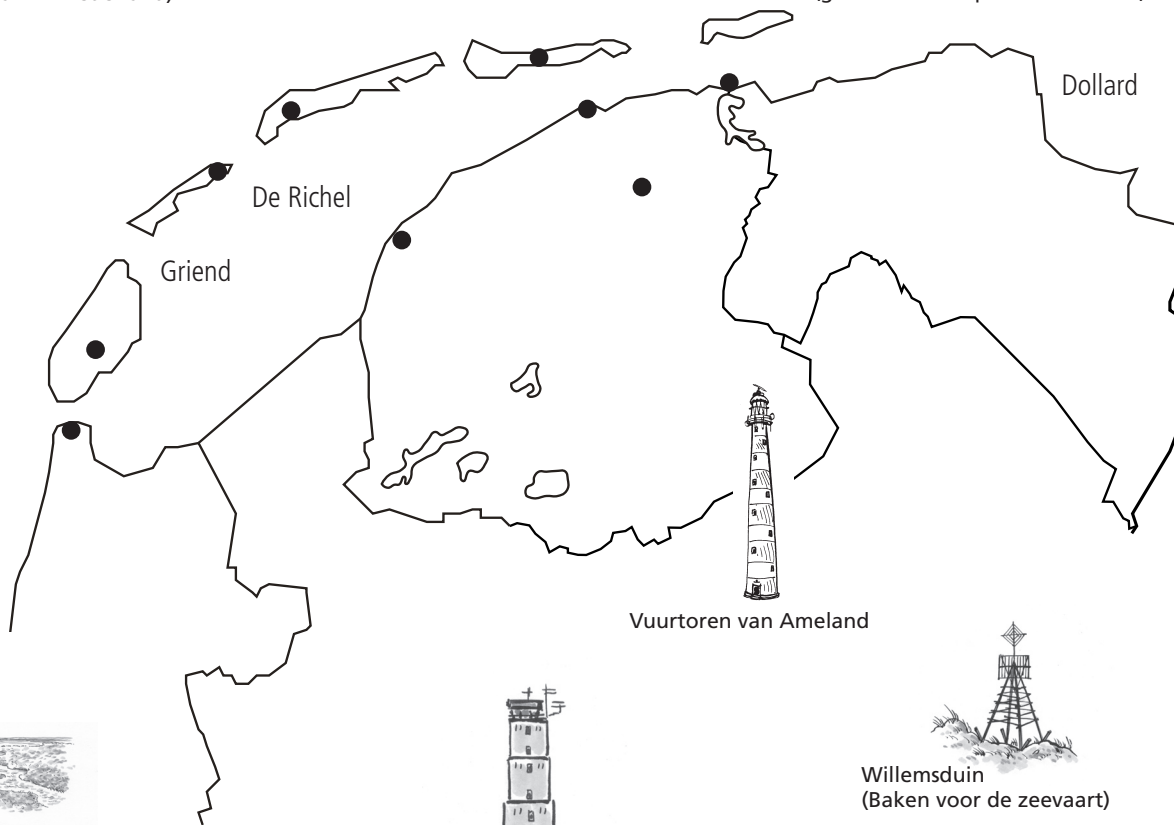 Dollard
De Richel
Griend
Vuurtoren van Ameland
Willemsduin
(Baken voor de zeevaart)